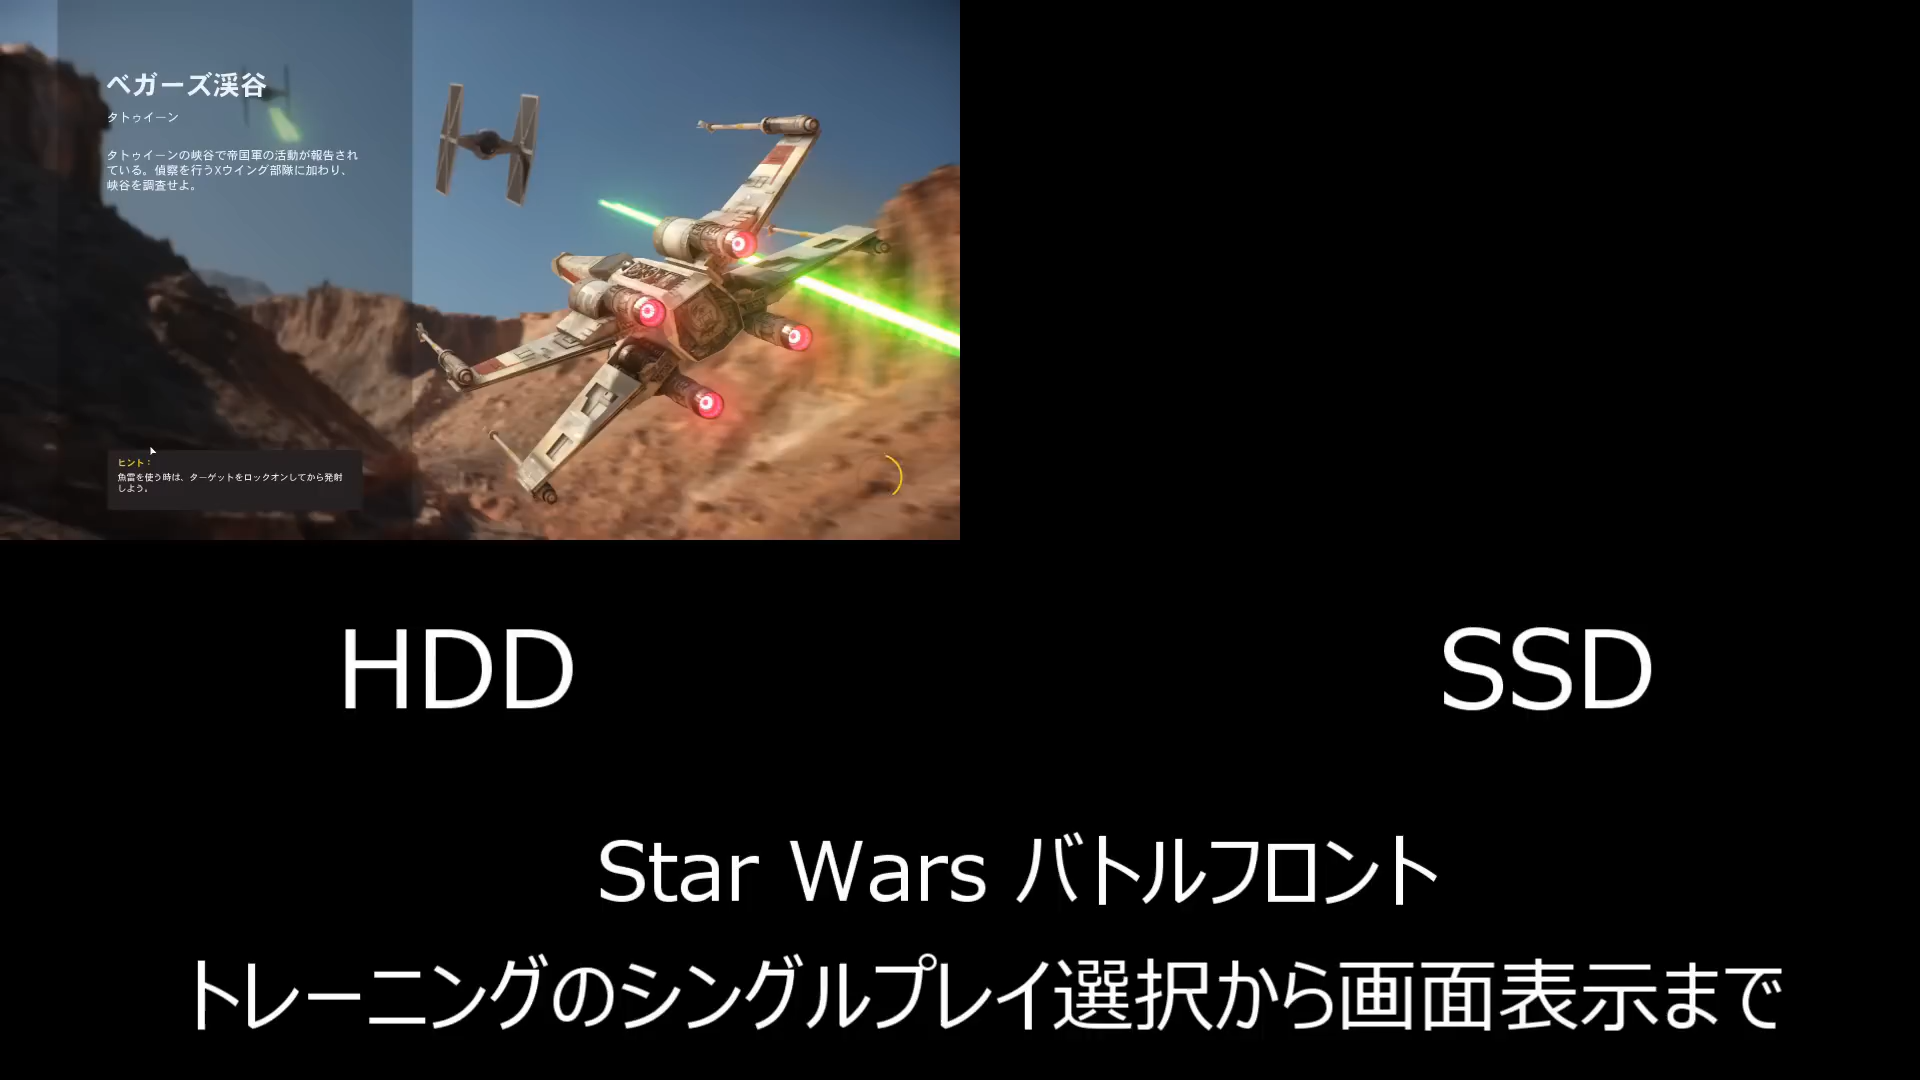 ベガーズ渓谷
タトゥイーン
タトゥイーンの峡谷で帝国軍の活動が報告され
ている。偵察を行うXウイング部隊に加わり、
峡谷を調査せよ。
ヒント：
魚雷を使う時は、ターゲットをロックオンしてから発射
しよう。
HDD
SSD
Star Wars バトルフロント
トレーニングのシングルプレイ選択から画面表示まで